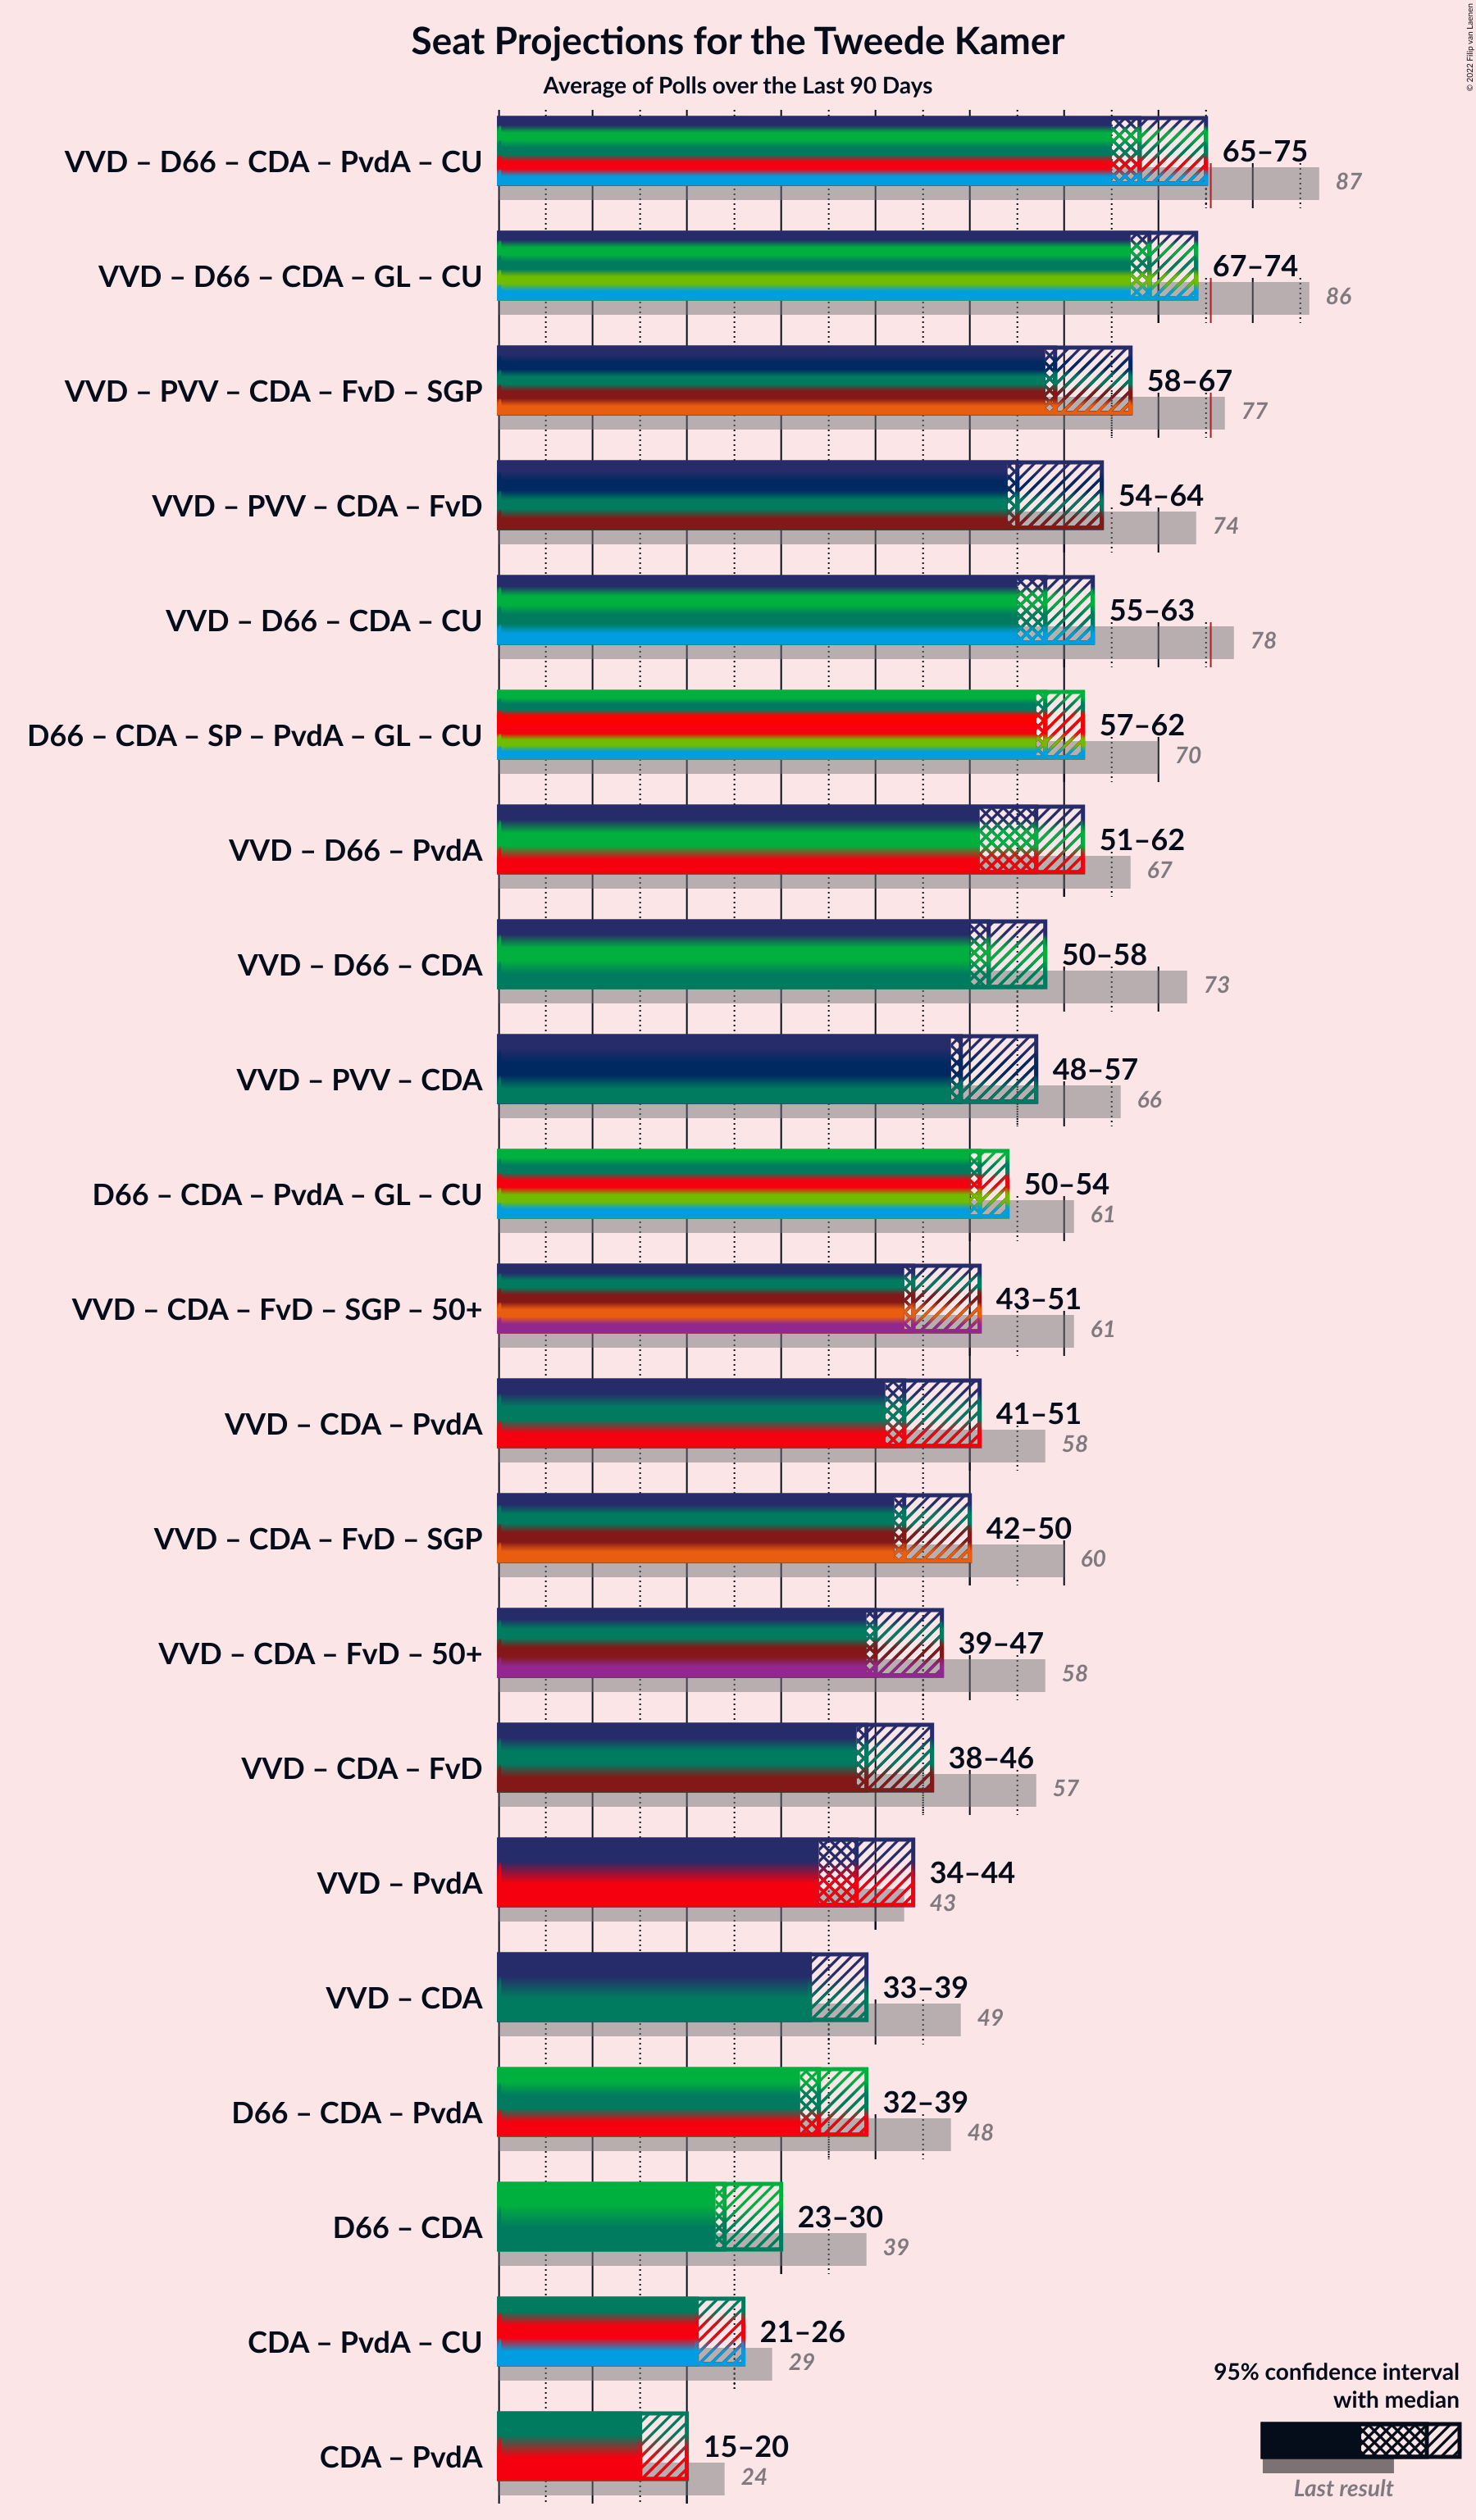 Seat Projections for the Tweede Kamer
Average of Polls over the Last 90 Days
© 2022 Filip van Laenen
VVD – D66 – CDA – PvdA – CU
65–75
87
VVD – D66 – CDA – GL – CU
67–74
86
VVD – PVV – CDA – FvD – SGP
58–67
77
VVD – PVV – CDA – FvD
54–64
74
VVD – D66 – CDA – CU
55–63
78
D66 – CDA – SP – PvdA – GL – CU
57–62
70
VVD – D66 – PvdA
51–62
67
VVD – D66 – CDA
50–58
73
VVD – PVV – CDA
48–57
66
D66 – CDA – PvdA – GL – CU
50–54
61
VVD – CDA – FvD – SGP – 50+
43–51
61
VVD – CDA – PvdA
41–51
58
VVD – CDA – FvD – SGP
42–50
60
VVD – CDA – FvD – 50+
39–47
58
VVD – CDA – FvD
38–46
57
VVD – PvdA
34–44
43
VVD – CDA
33–39
49
D66 – CDA – PvdA
32–39
48
D66 – CDA
23–30
39
CDA – PvdA – CU
21–26
29
CDA – PvdA
15–20
24
95% confidence interval
with median
Last result